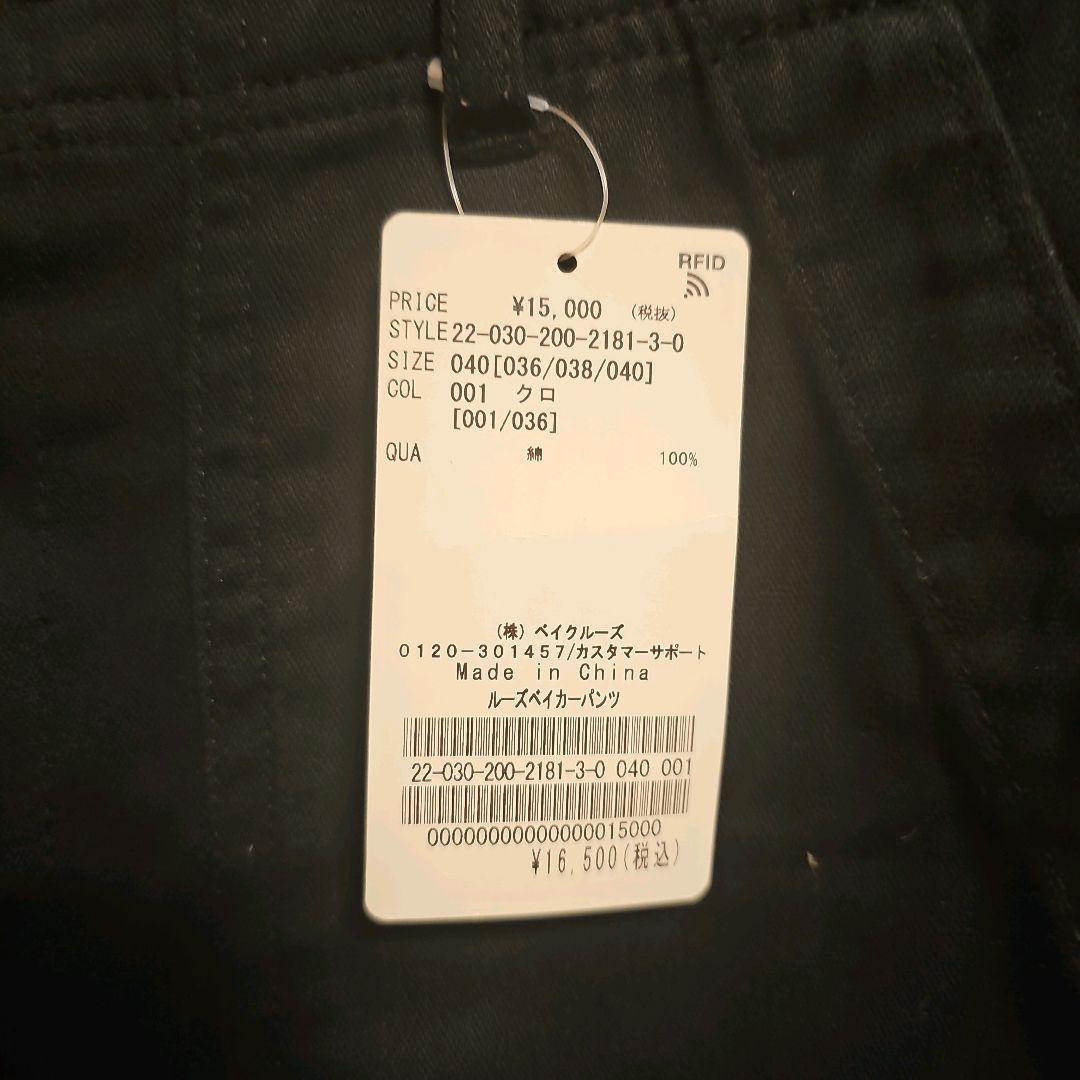 RFID
PRICE ¥15,000 (税抜)
STYLE 22-030-200-2181-3-0
SIZE 040[036/038/040]
COL 001 クロ
[001/036]
QUA 綿 100%
(株) ベイクルーズ
0120-301457/カスタマーサポート
Made in China
ルーズベイカーパンツ
22-030-200-2181-3-0 040 001
00000000000000015000
¥16,500(税込)